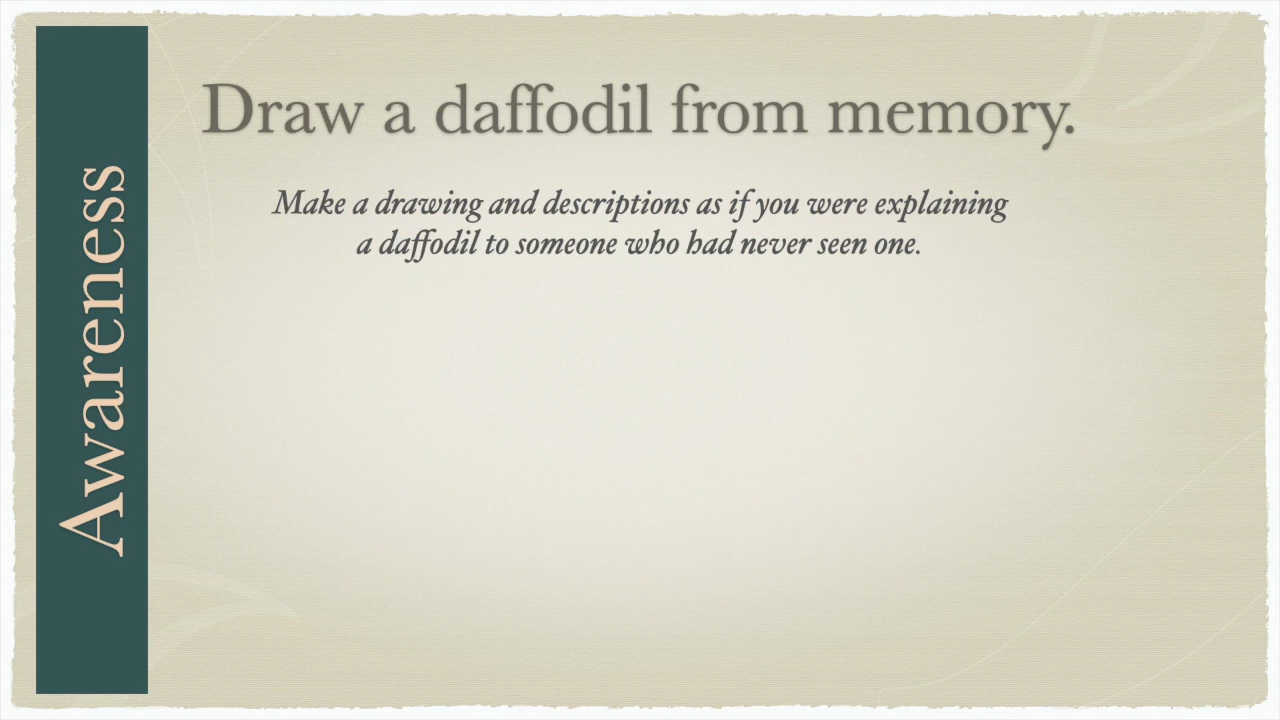 Awareness
Draw a daffodil from memory.
Make a drawing and descriptions as if you were explaining
a daffodil to someone who had never seen one.